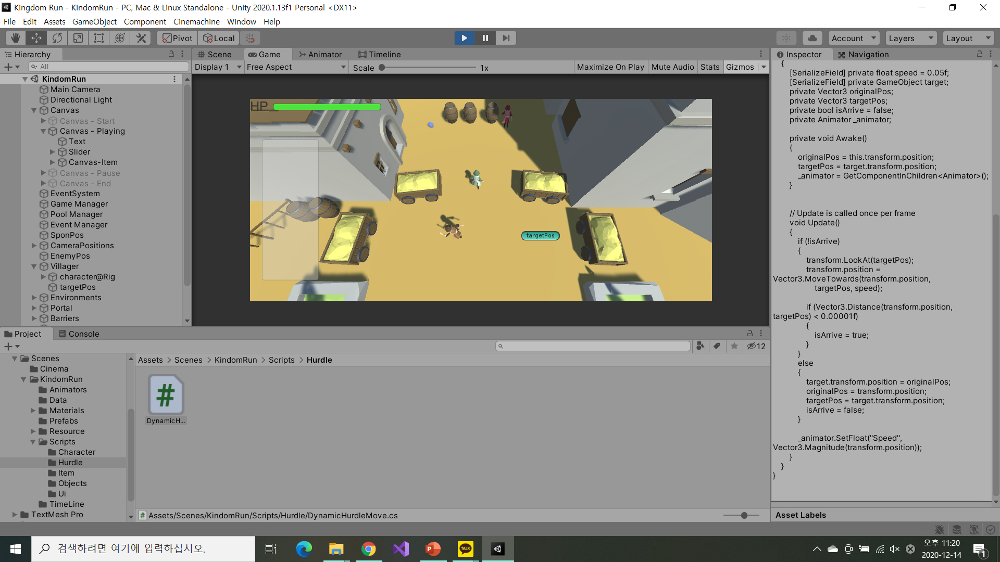 Kingdom Run - KindomRun - PC, Mac & Linux Standalone - Unity 2020.1.13f1 Personal <DX11>
File Edit Assets GameObject Component Cinemachine Window Help
Pivot Local Account Layers Layout
Hierarchy
All
KindomRun
Main Camera
Directional Light
Canvas
Canvas - Start
Canvas - Playing
Text
Slider
Canvas-Item
Canvas - Pause
Canvas - End
EventSystem
Game Manager
Pool Manager
Event Manager
SponPos
CameraPositions
EnemyPos
Villager
character@Rig
targetPos
Environments
Portal
Barriers
Scene Game Animator Timeline
Display 1 Free Aspect Scale 1x Maximize On Play Mute Audio Stats Gizmos
HP
targetPos
Inspector Navigation
{
[SerializeField] private float speed = 0.05f;
[SerializeField] private GameObject target;
private Vector3 originalPos;
private Vector3 targetPos;
private bool isArrive = false;
private Animator _animator;
private void Awake()
{
originalPos = this.transform.position;
targetPos = target.transform.position;
_animator = GetComponentInChildren<Animator>();
}
// Update is called once per frame
void Update()
{
if (!isArrive)
{
transform.LookAt(targetPos);
transform.position =
Vector3.MoveTowards(transform.position,
targetPos, speed);
if (Vector3.Distance(transform.position,
targetPos) < 0.00001f)
{
isArrive = true;
}
}
else
{
target.transform.position = originalPos;
originalPos = transform.position;
targetPos = target.transform.position;
isArrive = false;
}
_animator.SetFloat("Speed",
Vector3.Magnitude(transform.position));
}
}
}
Asset Labels
Project Console
12
Scenes
Cinema
KindomRun
Animators
Data
Materials
Prefabs
Resource
Scripts
Character
Hurdle
Item
Objects
Ui
TimeLine
TextMesh Pro
Assets > Scenes > KindomRun > Scripts > Hurdle
#
DynamicH...
Assets/Scenes/KindomRun/Scripts/Hurdle/DynamicHurdleMove.cs
검색하려면 여기에 입력하십시오.
TALK
오후 11:20
2020-12-14
1